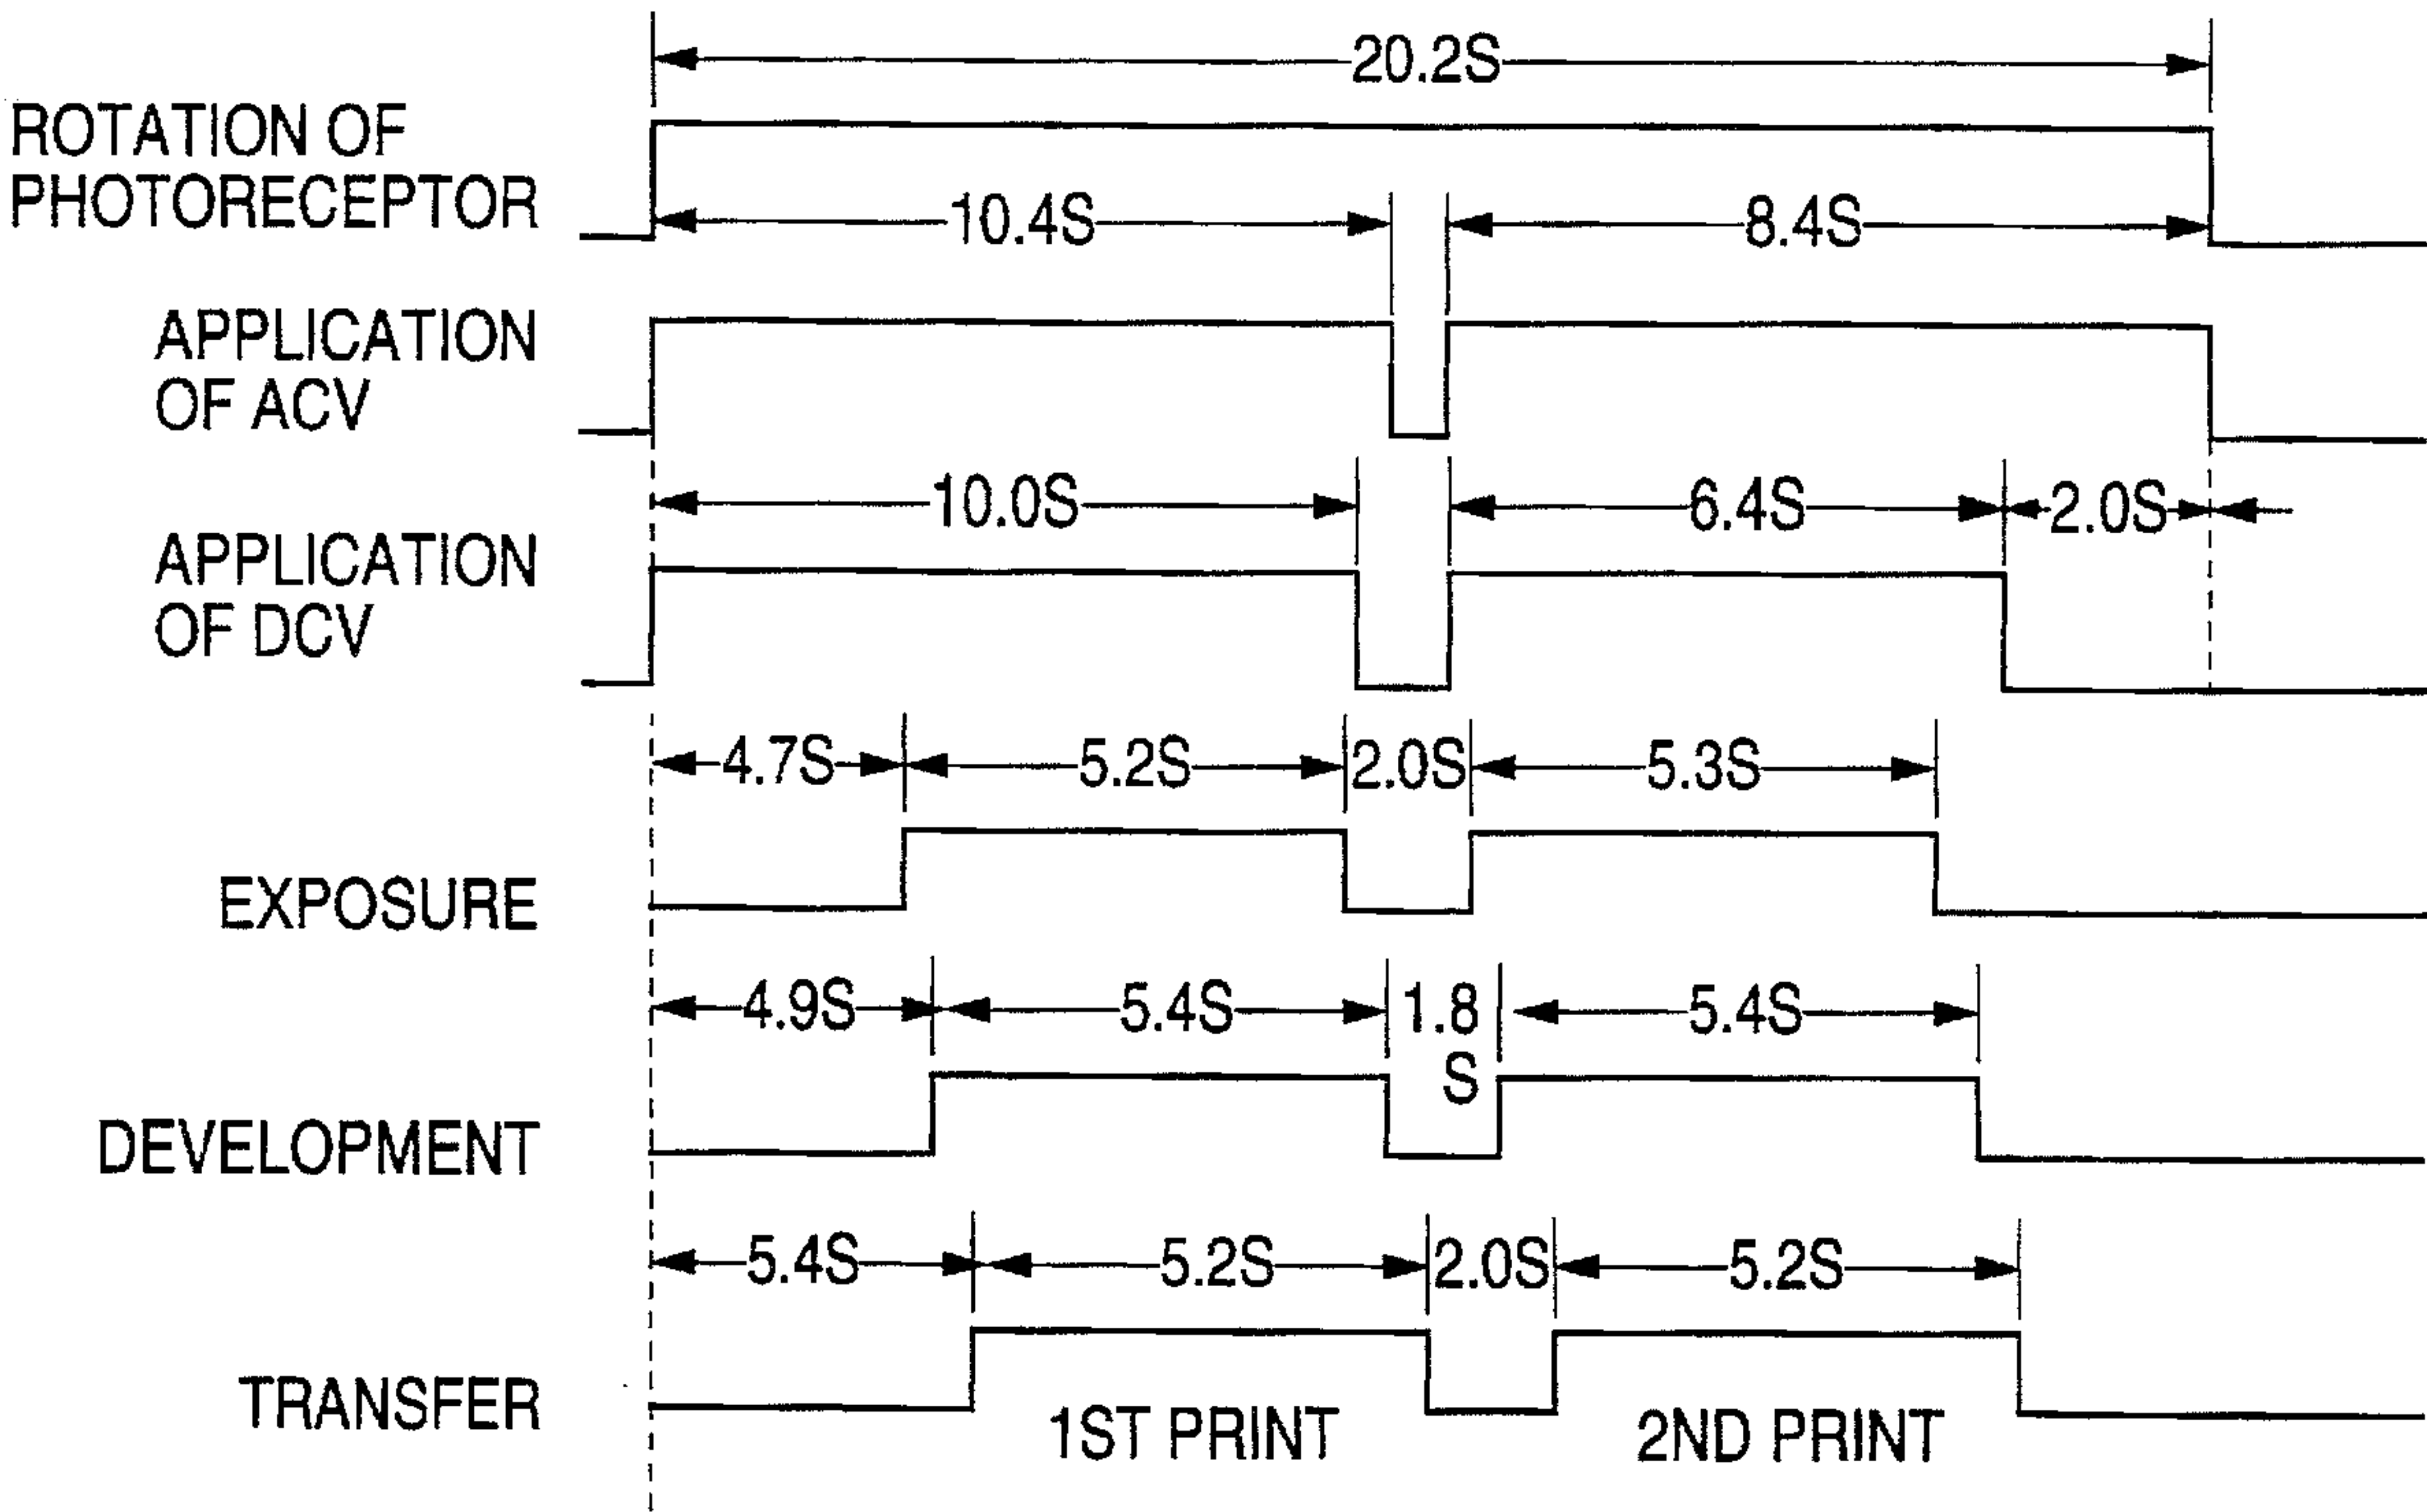 20.2S
ROTATION OF
PHOTORECEPTOR
10.4S 8.4S
APPLICATION
OF ACV
10.0S 6.4S 2.0S
APPLICATION
OF DCV
4.7S 5.2S 2.0S 5.3S
EXPOSURE
4.9S 5.4S 1.8 5.4S
S
DEVELOPMENT
5.4S 5.2S 2.0S 5.2S
TRANSFER
1ST PRINT 2ND PRINT